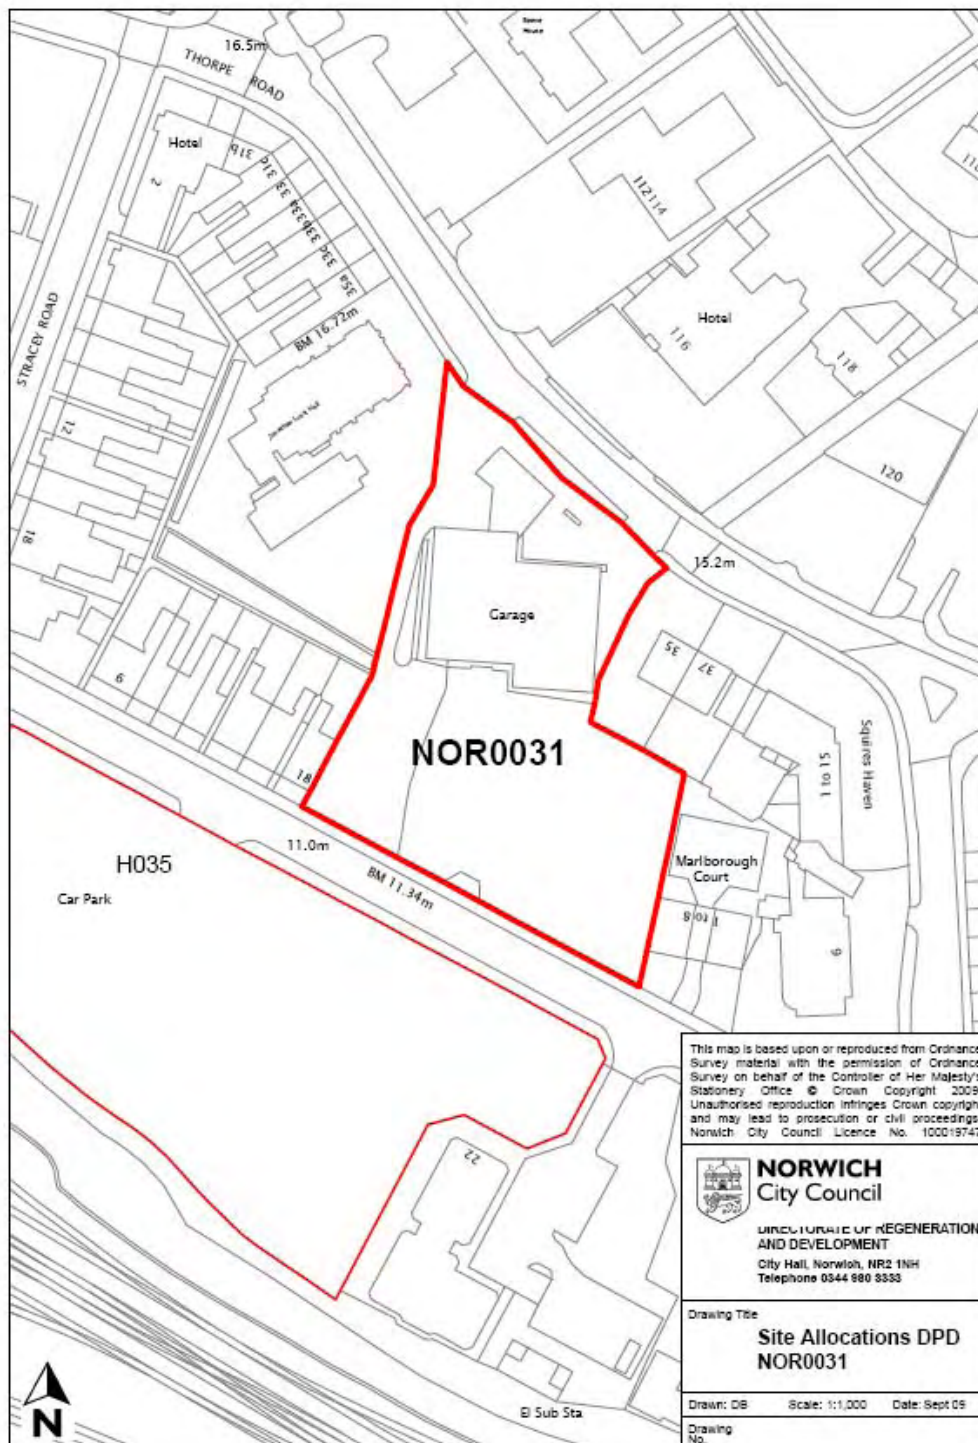 16.5m
THORPE ROAD
Hotel
2
31b
31c
33
33a
33b
33c
35a
BM 16.72m
STRACEY ROAD
12
18
6
18
112114
Hotel
116
118
120
110
15.2m
Garage
35
37
Squires Haven
1 to 15
NOR0031
Marlborough
Court
1 to 8
9
11.0m
BM 11.34m
H035
Car Park
22
El Sub Sta
N
This map is based upon or reproduced from Ordnance
Survey material with the permission of Ordnance
Survey on behalf of the Controller of Her Majesty's
Stationery Office © Crown Copyright 2009
Unauthorised reproduction infringes Crown copyright
and may lead to prosecution or civil proceedings
Norwich City Council Licence No. 100019747
NORWICH
City Council
DIRECTORATE OF REGENERATION
AND DEVELOPMENT
City Hall, Norwich, NR2 1NH
Telephone 0344 980 3333
Drawing Title
Site Allocations DPD
NOR0031
Drawn: DB Scale: 1:1,000 Date: Sept 09
Drawing
No.